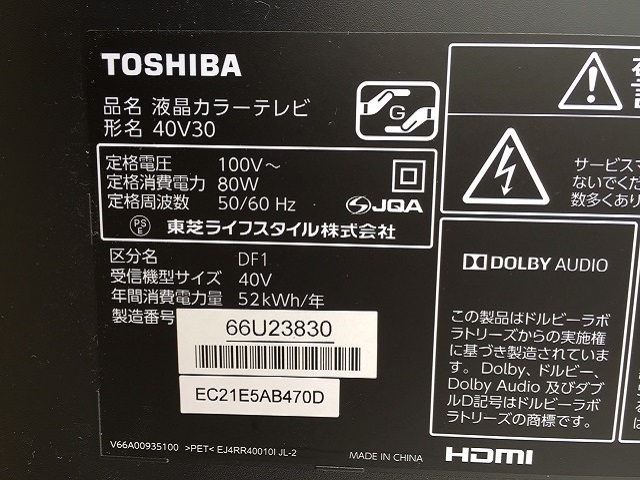 TOSHIBA
品名 液晶カラーテレビ
形名 40V30
G
定格電圧 100V～
定格消費電力 80W
定格周波数 50/60 Hz
JQA
PS
E
東芝ライフスタイル株式会社
区分名 DF1
受信機型サイズ 40V
年間消費電力量 52kWh/年
製造番号
66U23830
EC21E5AB470D
V66A00935100 >PET< EJ4RR40010I JL-2
MADE IN CHINA
HDMI
サービスマ
ないでくだ
数多くあり
DOLBY AUDIO
この製品はドルビーラボ
ラトリーズからの実施権
に基づき製造されていま
す。Dolby、ドルビー、
Dolby Audio 及びダブ
ルD記号はドルビーラボ
ラトリーズの商標です。